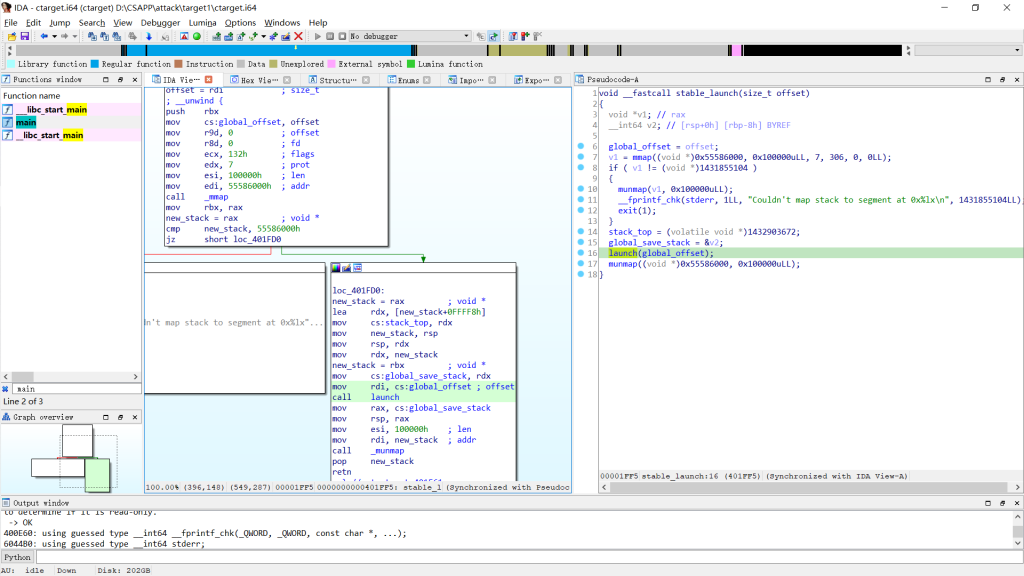 IDA - ctarget.i64 (ctarget) D:\CSAPP\attack\target1\ctarget.i64
File Edit Jump Search View Debugger Lumina Options Windows Help
No debugger
Library function Regular function Instruction Data Unexplored External symbol Lumina function
Functions window
Function name
__libc_start_main
main
__libc_start_main
main
Line 2 of 3
Graph overview
IDA Vie… Hex Vie… Structu… Enums Impo… Expo…
offset = rdi ; size_t
; __unwind {
push rbx
mov cs:global_offset, offset
mov r9d, 0 ; offset
mov r8d, 0 ; fd
mov ecx, 132h ; flags
mov edx, 7 ; prot
mov esi, 100000h ; len
mov edi, 55586000h ; addr
call _mmap
mov rbx, rax
new_stack = rax ; void *
cmp new_stack, 55586000h
jz short loc_401FD0
dn't map stack to segment at 0x%lx"...
loc_401FD0:
new_stack = rax ; void *
lea rdx, [new_stack+0FFFF8h]
mov cs:stack_top, rdx
mov new_stack, rsp
mov rsp, rdx
mov rdx, new_stack
new_stack = rbx ; void *
mov cs:global_save_stack, rdx
mov rdi, cs:global_offset ; offset
call launch
mov rax, cs:global_save_stack
mov rsp, rax
mov esi, 100000h ; len
mov rdi, new_stack ; addr
call _munmap
pop new_stack
retn
100.00% (396,148) (549,287) 00001FF5 0000000000401FF5: stable_l (Synchronized with Pseudoc
Pseudocode-A
1 void __fastcall stable_launch(size_t offset)
2 {
3 void *v1; // rax
4 __int64 v2; // [rsp+0h] [rbp-8h] BYREF
5
6 global_offset = offset;
7 v1 = mmap((void *)0x55586000, 0x100000uLL, 7, 306, 0, 0LL);
8 if ( v1 != (void *)1431855104 )
9 {
10 munmap(v1, 0x100000uLL);
11 __fprintf_chk(stderr, 1LL, "Couldn't map stack to segment at 0x%lx\n", 1431855104LL);
12 exit(1);
13 }
14 stack_top = (volatile void *)1432903672;
15 global_save_stack = &v2;
16 launch(global_offset);
17 munmap((void *)0x55586000, 0x100000uLL);
18 }
00001FF5 stable_launch:16 (401FF5) (Synchronized with IDA View-A)
Output window
to determine if it is read-only.
-> OK
400E60: using guessed type __int64 __fprintf_chk(_QWORD, _QWORD, const char *, ...);
6044B0: using guessed type __int64 stderr;
Python
AU: idle Down Disk: 202GB